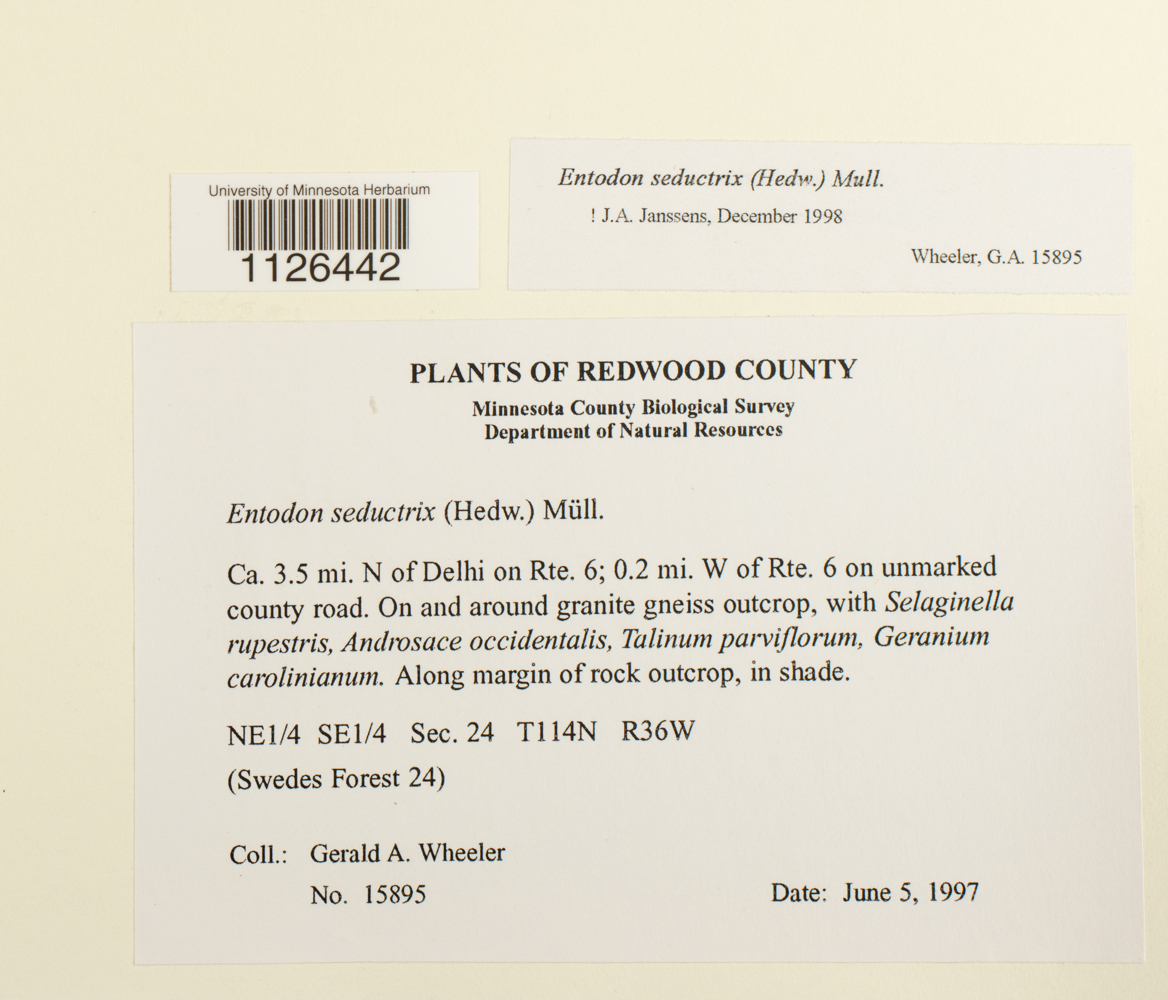 University of Minnesota Herbarium
1126442
Entodon seductrix (Hedw.) Mull.
! J.A. Janssens, December 1998
Wheeler, G.A. 15895
PLANTS OF REDWOOD COUNTY
Minnesota County Biological Survey
Department of Natural Resources
Entodon seductrix (Hedw.) Müll.
Ca. 3.5 mi. N of Delhi on Rte. 6; 0.2 mi. W of Rte. 6 on unmarked
county road. On and around granite gneiss outcrop, with Selaginella
rupestris, Androsace occidentalis, Talinum parviflorum, Geranium
carolinianum. Along margin of rock outcrop, in shade.
NE1/4 SE1/4 Sec. 24 T114N R36W
(Swedes Forest 24)
Coll.: Gerald A. Wheeler
No. 15895 Date: June 5, 1997